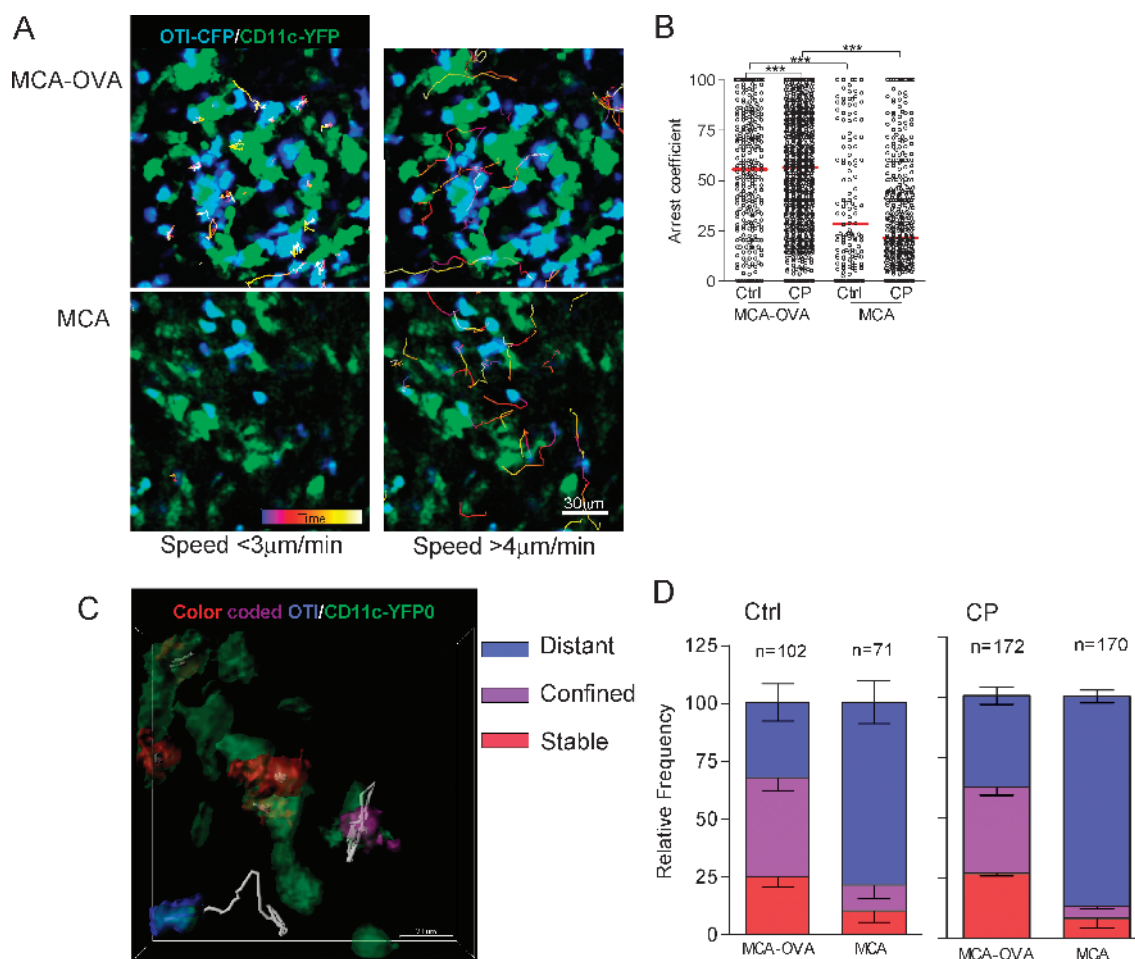 A
OTI-CFP/CD11c-YFP
MCA-OVA
MCA
Time
30μm
Speed <3μm/min
Speed >4μm/min
B
***
***
***
100
75
50
25
0
Arrest coefficient
Ctrl CP Ctrl CP
MCA-OVA MCA
C
Color coded OTI/CD11c-YFP0
Distant
Confined
Stable
D
Ctrl
CP
125
100
75
50
25
0
Relative Frequency
n=102 n=71
n=172 n=170
MCA-OVA MCA
MCA-OVA MCA